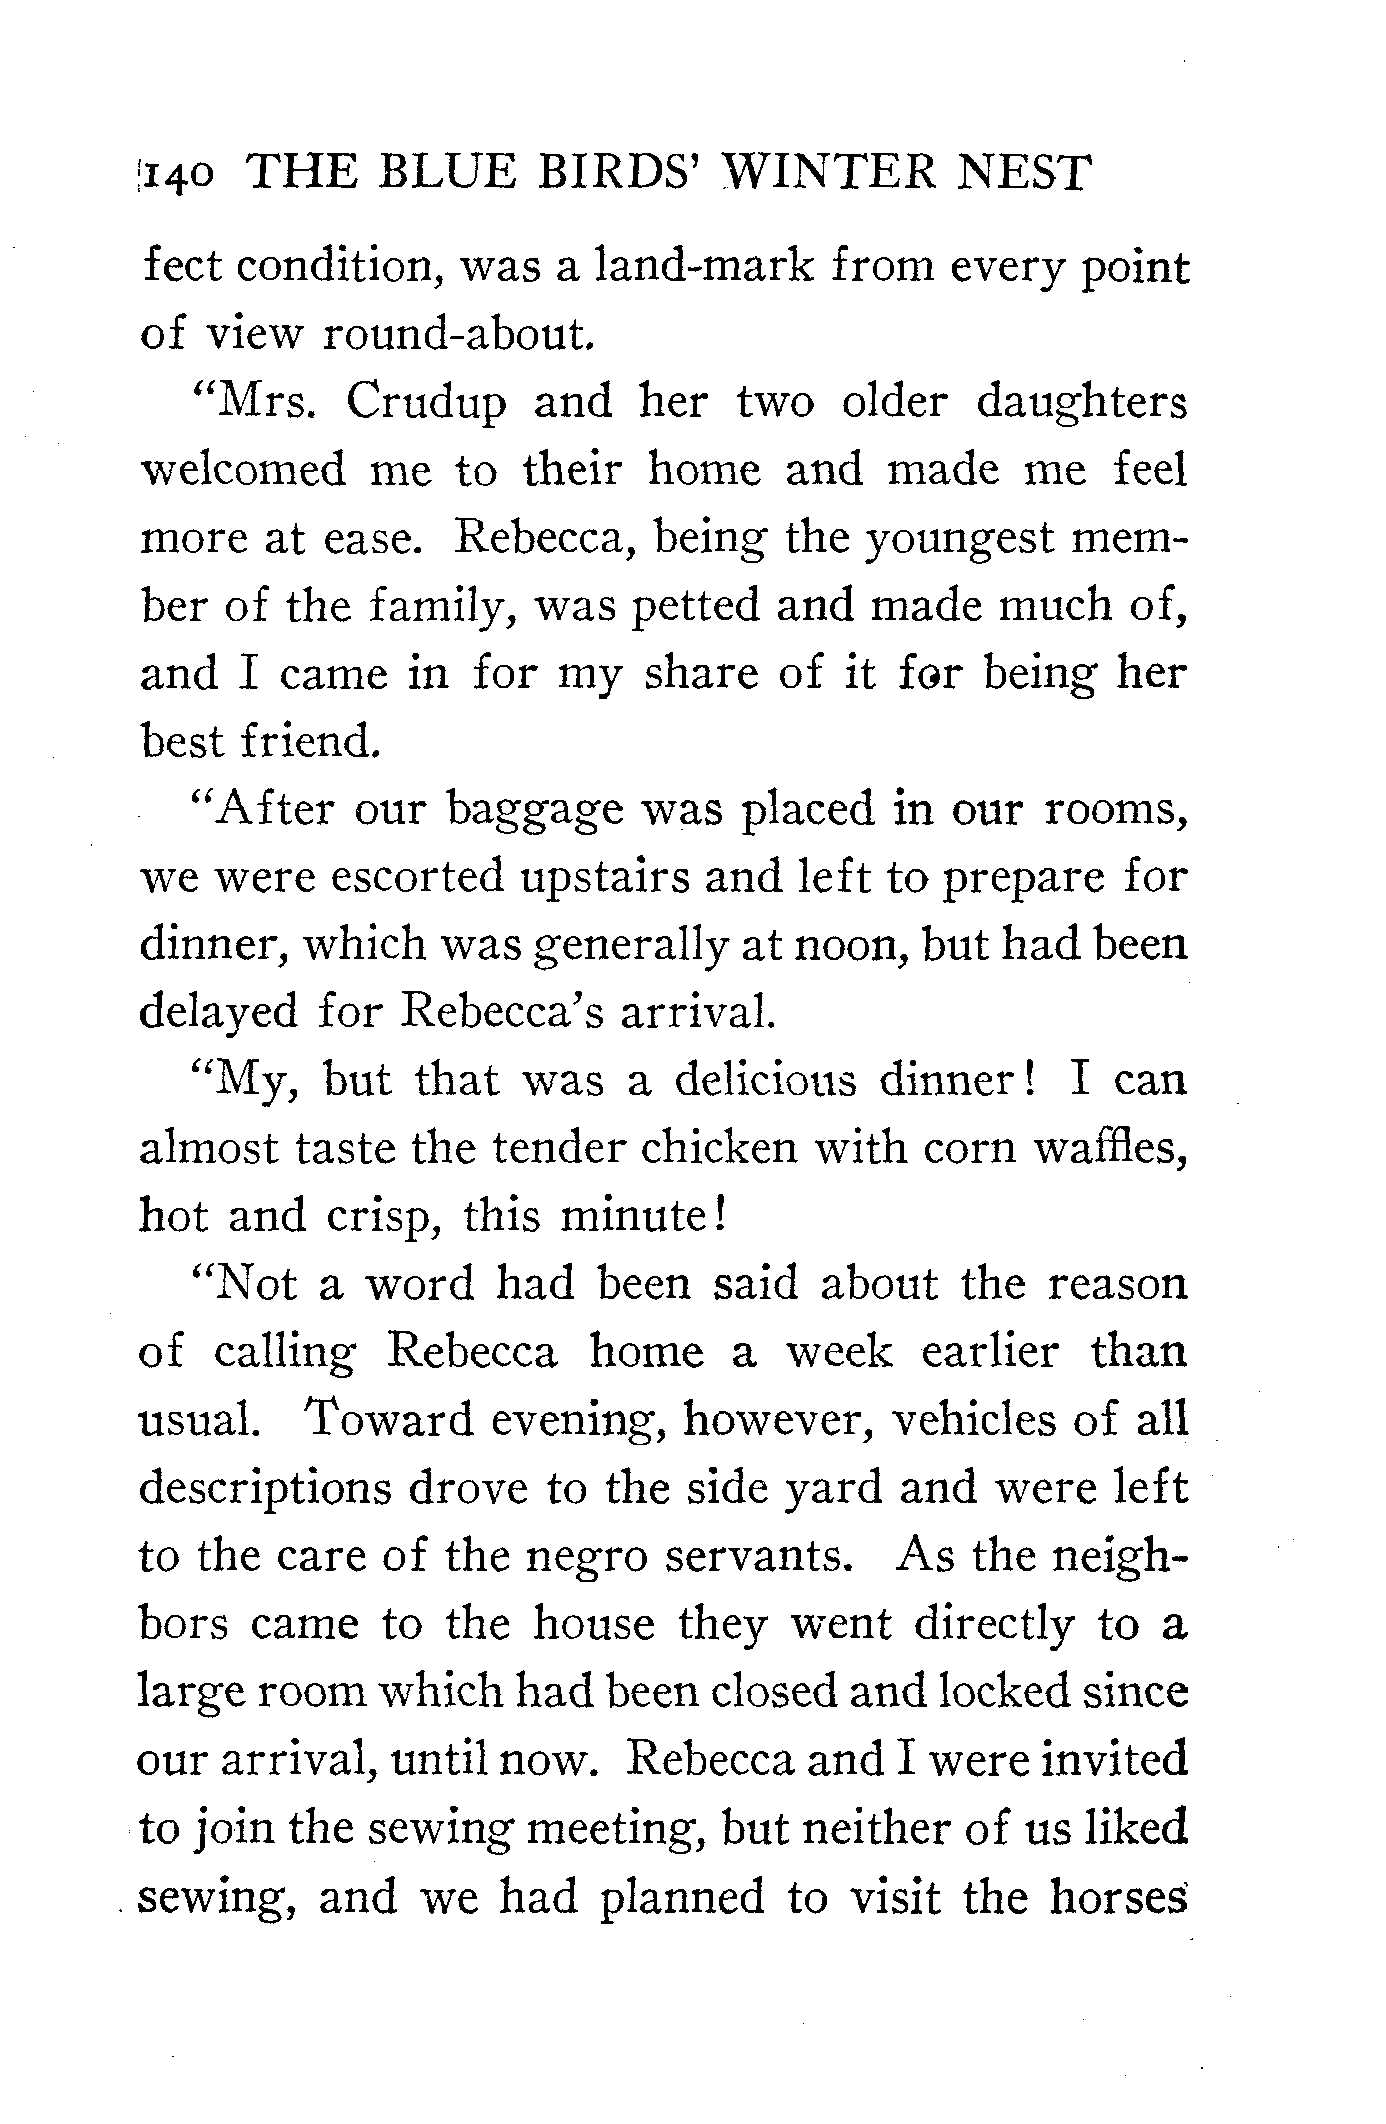 140 THE BLUE BIRDS' WINTER NEST
fect condition, was a land-mark from every point
of view round-about.
"Mrs. Crudup and her two older daughters
welcomed me to their home and made me feel
more at ease. Rebecca, being the youngest mem-
ber of the family, was petted and made much of,
and I came in for my share of it for being her
best friend.
"After our baggage was placed in our rooms,
we were escorted upstairs and left to prepare for
dinner, which was generally at noon, but had been
delayed for Rebecca's arrival.
"My, but that was a delicious dinner! I can
almost taste the tender chicken with corn waffles,
hot and crisp, this minute!
"Not a word had been said about the reason
of calling Rebecca home a week earlier than
usual. Toward evening, however, vehicles of all
descriptions drove to the side yard and were left
to the care of the negro servants. As the neigh-
bors came to the house they went directly to a
large room which had been closed and locked since
our arrival, until now. Rebecca and I were invited
to join the sewing meeting, but neither of us liked
sewing, and we had planned to visit the horses